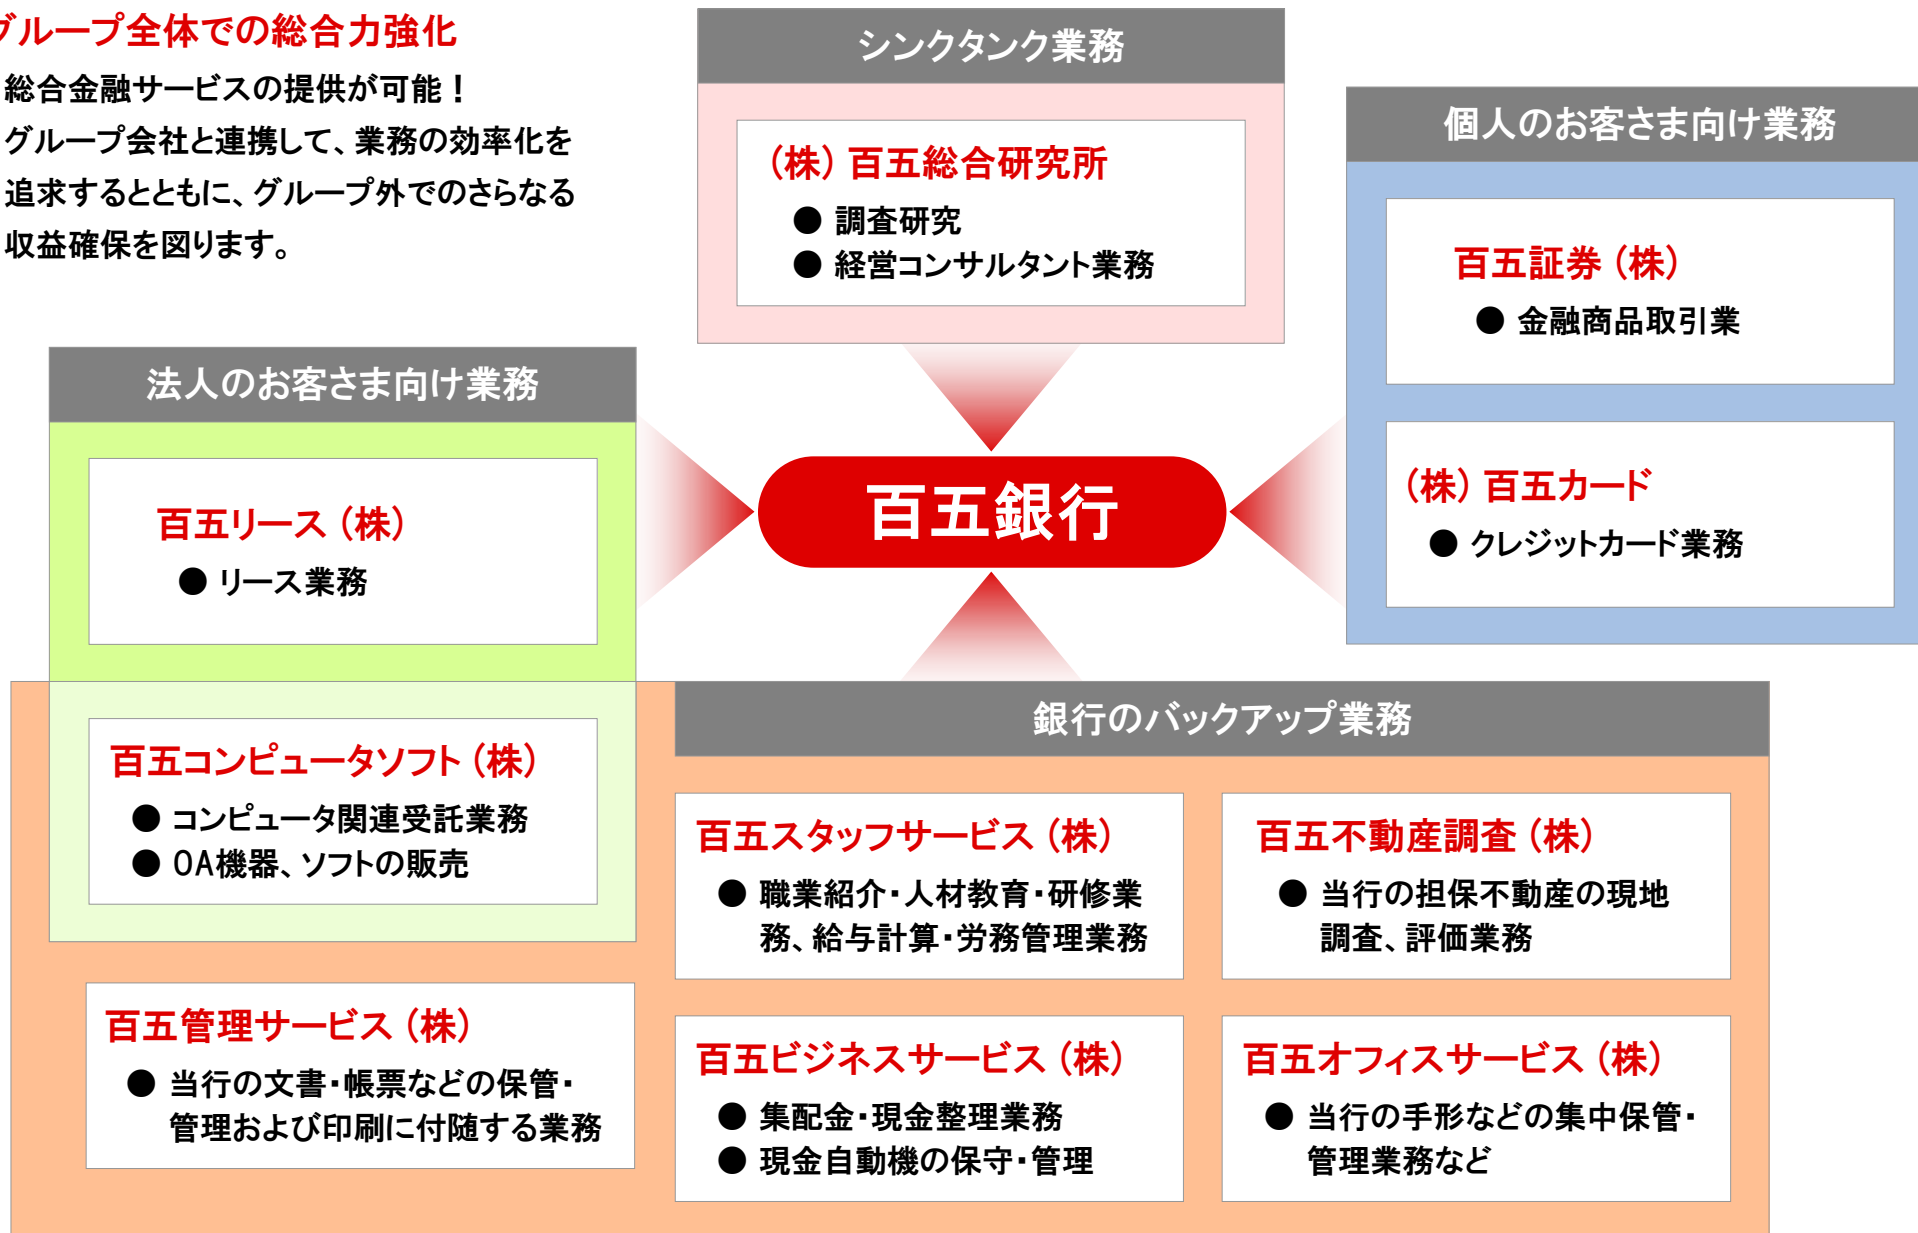 グループ全体での総合力強化
総合金融サービスの提供が可能！
グループ会社と連携して、業務の効率化を
追求するとともに、グループ外でのさらなる
収益確保を図ります。
シンクタンク業務
（株）百五総合研究所
● 調査研究
● 経営コンサルタント業務
個人のお客さま向け業務
百五証券（株）
● 金融商品取引業
（株）百五カード
● クレジットカード業務
法人のお客さま向け業務
百五リース（株）
● リース業務
百五銀行
百五コンピュータソフト（株）
● コンピュータ関連受託業務
● OA機器、ソフトの販売
銀行のバックアップ業務
百五スタッフサービス（株）
● 職業紹介・人材教育・研修業
務、給与計算・労務管理業務
百五不動産調査（株）
● 当行の担保不動産の現地
調査、評価業務
百五管理サービス（株）
● 当行の文書・帳票などの保管・
管理および印刷に付随する業務
百五ビジネスサービス（株）
● 集配金・現金整理業務
● 現金自動機の保守・管理
百五オフィスサービス（株）
● 当行の手形などの集中保管・
管理業務など